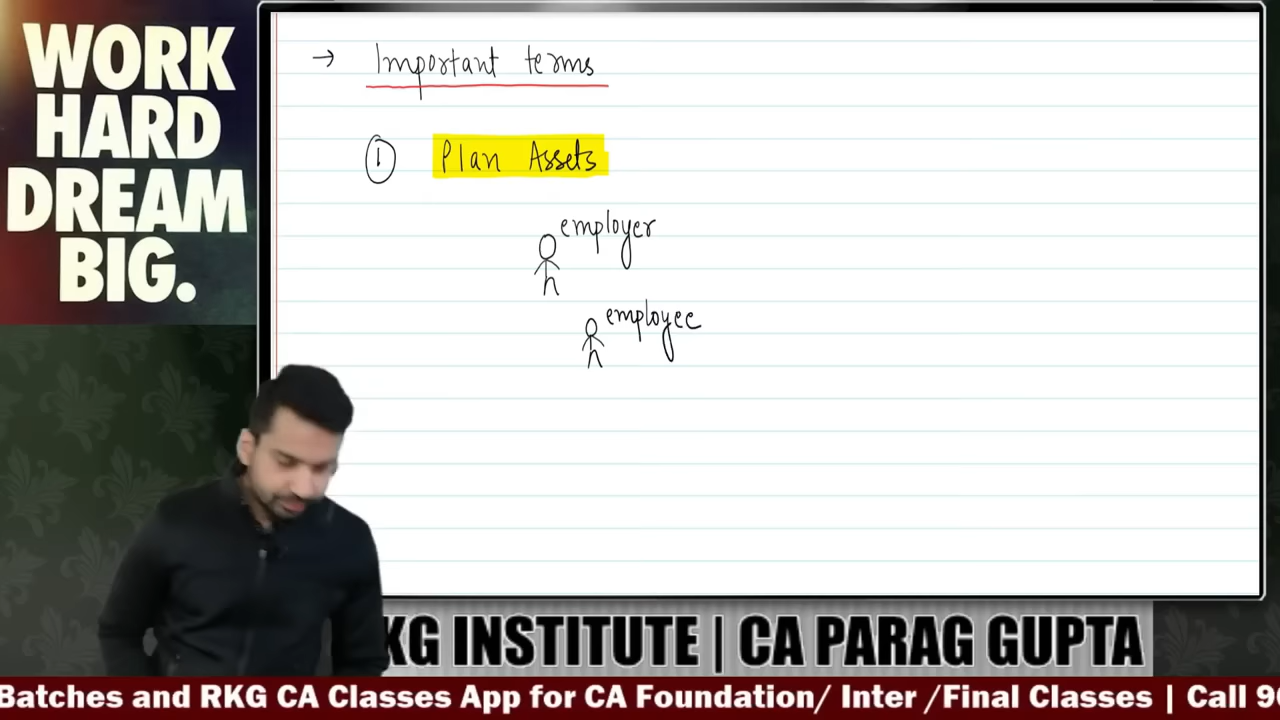 WORK
HARD
DREAM
BIG.
→ Important terms
① Plan Assets
employer
employee
KG INSTITUTE | CA PARAG GUPTA
Batches and RKG CA Classes App for CA Foundation/ Inter /Final Classes | Call 9